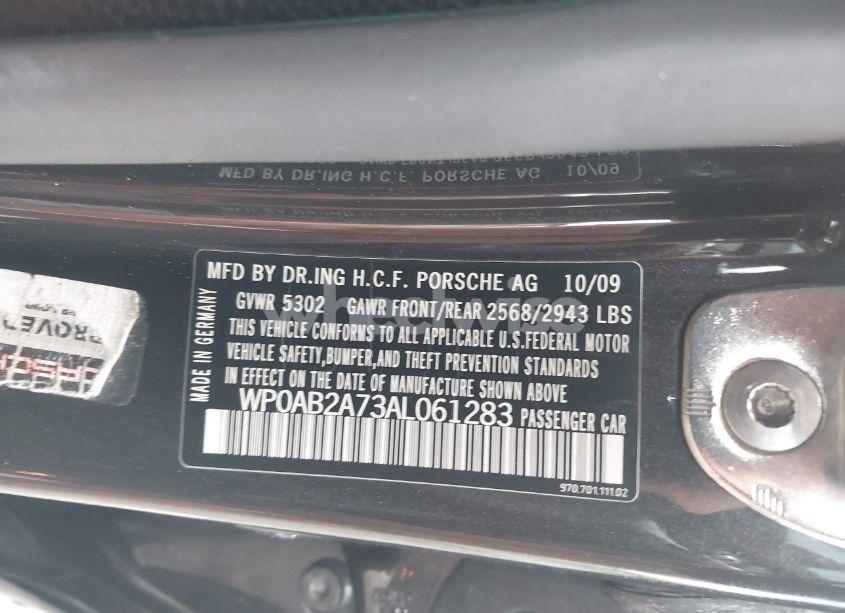 MFD BY DR.ING H.C.F. PORSCHE AG 10/09
MFD BY DR.ING H.C.F. PORSCHE AG 10/09
GVWR 5302 GAWR FRONT/REAR 2568/2943 LBS
THIS VEHICLE CONFORMS TO ALL APPLICABLE U.S.FEDERAL MOTOR
VEHICLE SAFETY,BUMPER,AND THEFT PREVENTION STANDARDS
IN EFFECT ON THE DATE OF MANUFACTURE SHOWN ABOVE
WP0AB2A73AL061283 PASSENGER CAR
MADE IN GERMANY
970.701.111.02